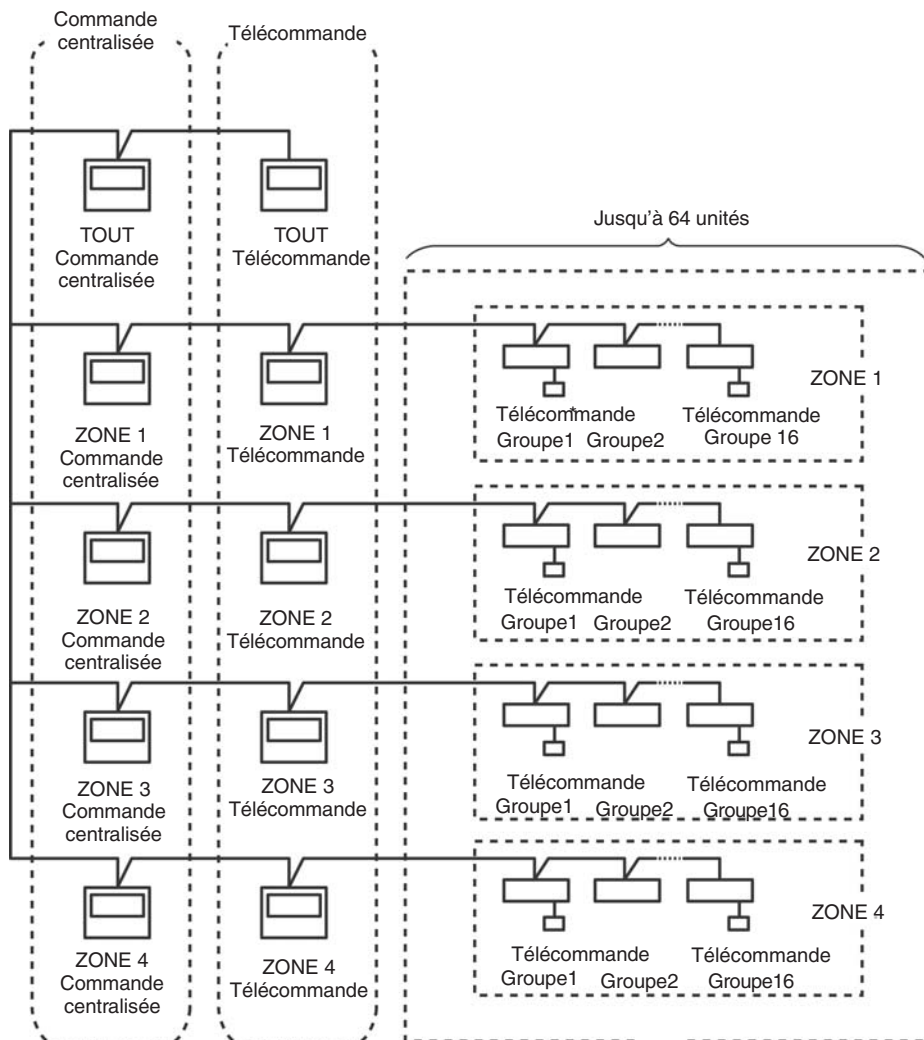 Commande
centralisée
Télécommande
TOUT
Commande
centralisée
TOUT
Télécommande
Jusqu'à 64 unités
ZONE 1
Commande
centralisée
ZONE 1
Télécommande
Télécommande
Groupe1 Groupe2
Télécommande
Groupe 16
ZONE 1
ZONE 2
Commande
centralisée
ZONE 2
Télécommande
Télécommande
Groupe1 Groupe2
Télécommande
Groupe16
ZONE 2
ZONE 3
Commande
centralisée
ZONE 3
Télécommande
Télécommande
Groupe1 Groupe2
Télécommande
Groupe16
ZONE 3
ZONE 4
Commande
centralisée
ZONE 4
Télécommande
Télécommande
Groupe1 Groupe2
Télécommande
Groupe16
ZONE 4